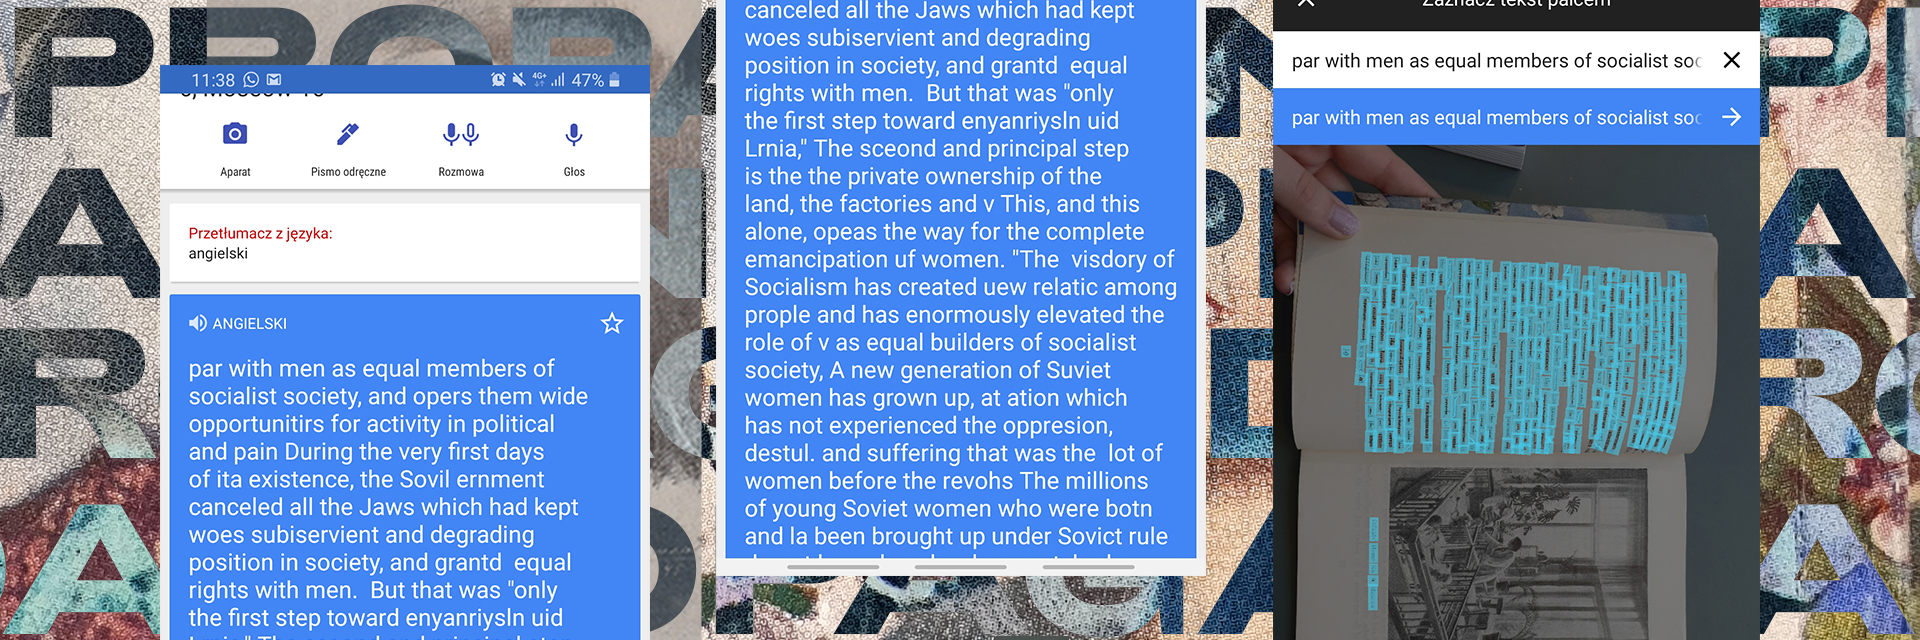 11:38
4G+
47%
Aparat
Pismo odręczne
Rozmowa
Głos
Przetłumacz z języka:
angielski
ANGIELSKI
par with men as equal members of
socialist society, and opers them wide
opportunitirs for activity in political
and pain During the very first days
of ita existence, the Sovil ernment
canceled all the Jaws which had kept
woes subiservient and degrading
position in society, and grantd equal
rights with men. But that was "only
the first step toward enyanriysln uid
canceled all the Jaws which had kept
woes subiservient and degrading
position in society, and grantd equal
rights with men. But that was "only
the first step toward enyanriysln uid
Lrnia," The sceond and principal step
is the the private ownership of the
land, the factories and v This, and this
alone, opeas the way for the complete
emancipation uf women. "The visdory of
Socialism has created uew relatic among
prople and has enormously elevated the
role of v as equal builders of socialist
society, A new generation of Suviet
women has grown up, at ation which
has not experienced the oppresion,
destul. and suffering that was the lot of
women before the revohs The millions
of young Soviet women who were botn
and la been brought up under Sovict rule
Zaznacz tekst palcem
par with men as equal members of socialist soc
par with men as equal members of socialist soc